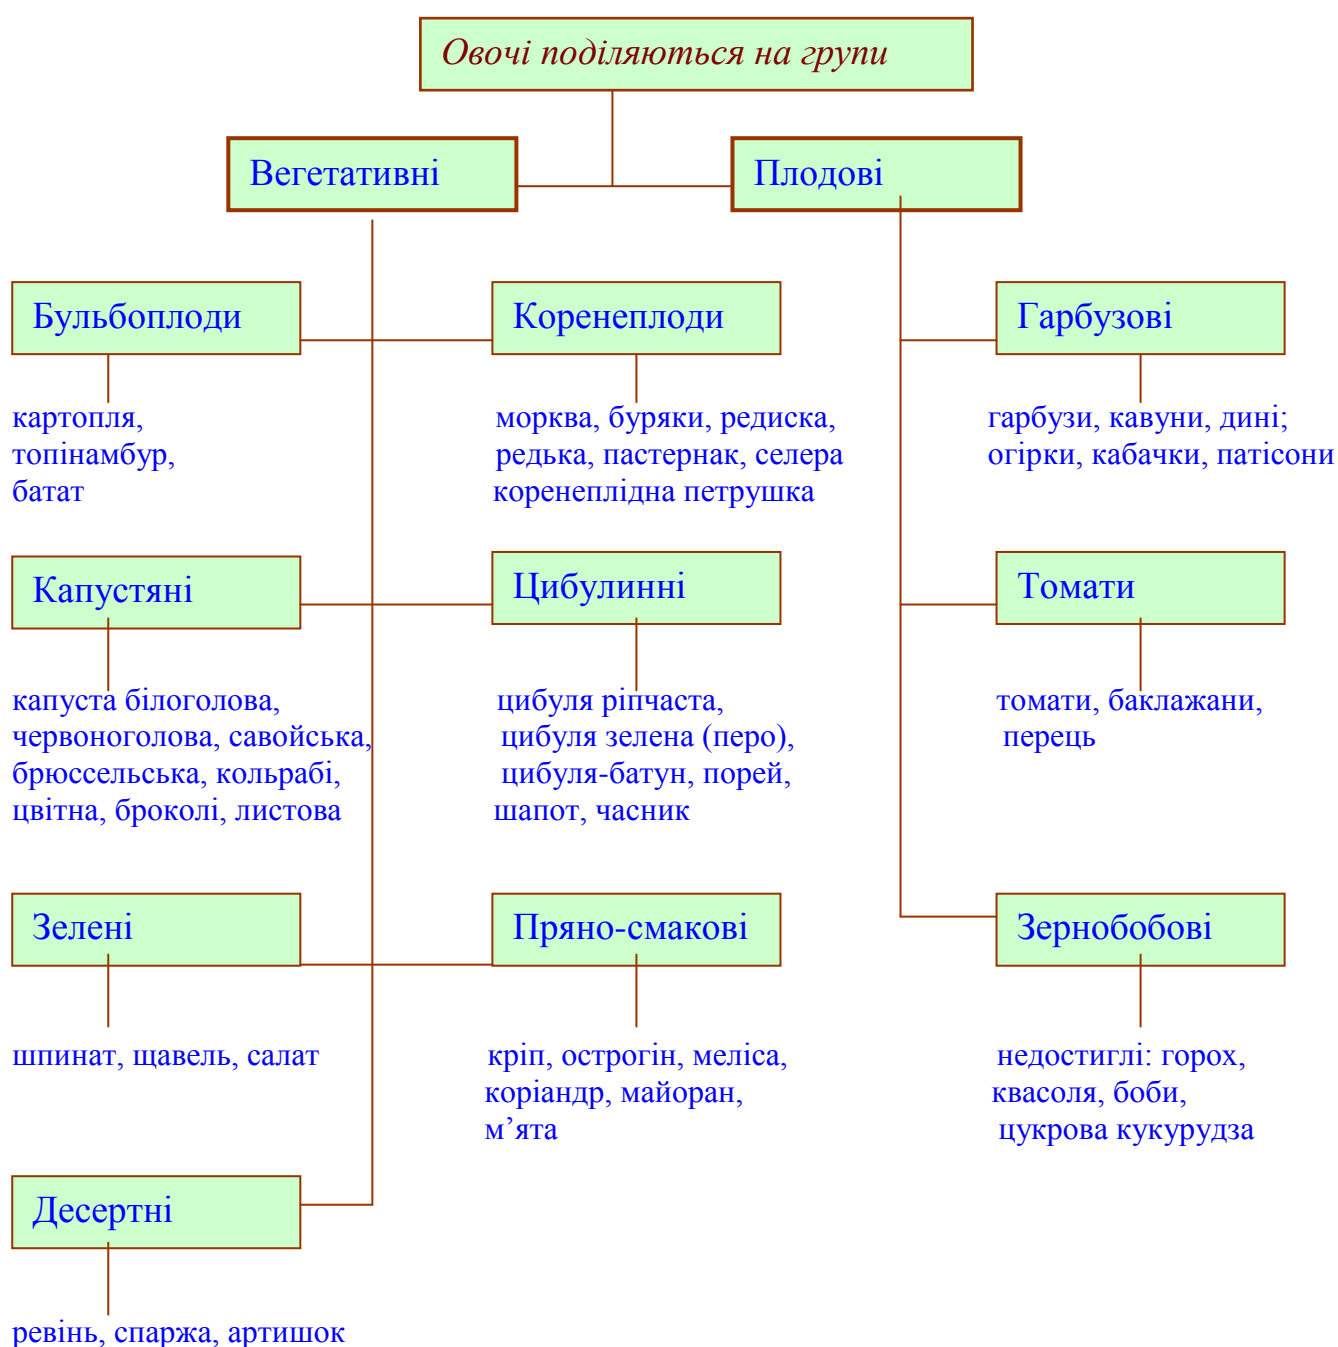 Овочі поділяються на групи
Вегетативні
Плодові
Бульбоплоди
Коренеплоди
Гарбузові
картопля,
топінамбур,
батат
морква, буряки, редиска,
редька, пастернак, селера
коренеплідна петрушка
гарбузи, кавуни, дині;
огірки, кабачки, патісони
Капустяні
Цибулинні
Томати
капуста білоголова,
червоноголова, савойська,
брюссельська, кольрабі,
цвітна, броколі, листова
цибуля ріпчаста,
цибуля зелена (перо),
цибуля-батун, порей,
шапот, часник
томати, баклажани,
перець
Зелені
Пряно-смакові
Зернобобові
шпинат, щавель, салат
кріп, острогін, меліса,
коріандр, майоран,
м’ята
недостиглі: горох,
квасоля, боби,
цукрова кукурудза
Десертні
ревінь, спаржа, артишок